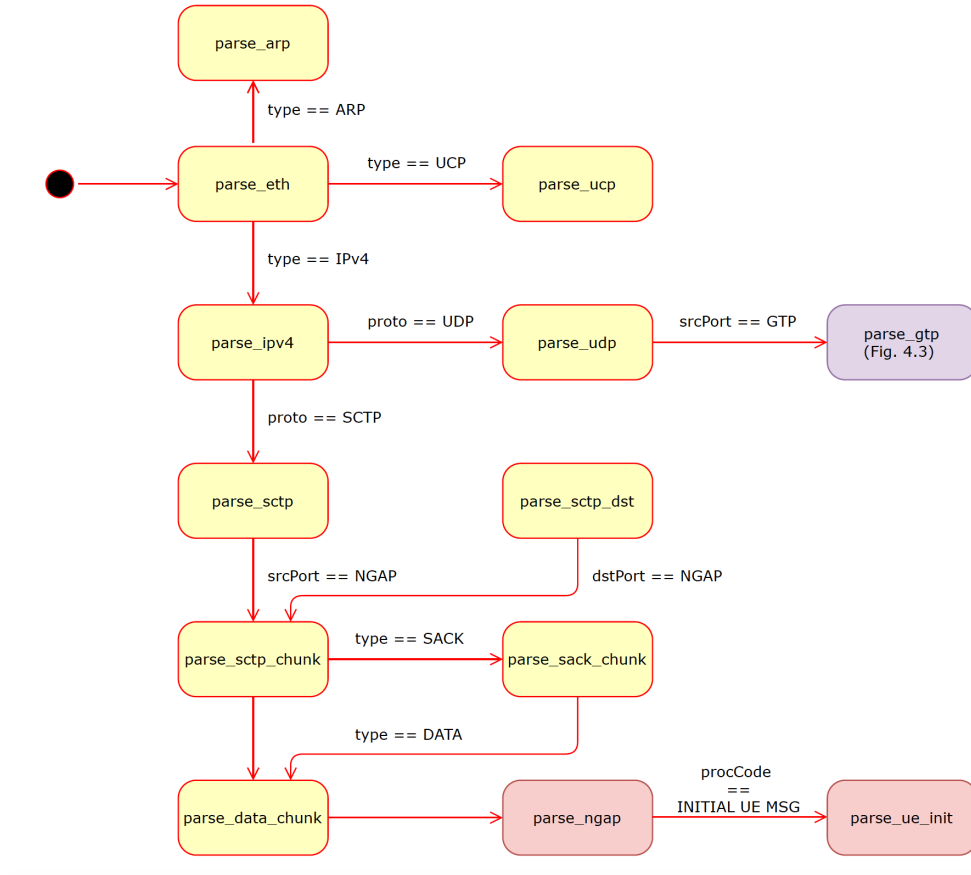 parse_arp
type == ARP
parse_eth
type == UCP
parse_ucp
type == IPv4
parse_ipv4
proto == UDP
parse_udp
srcPort == GTP
parse_gtp
(Fig. 4.3)
proto == SCTP
parse_sctp
parse_sctp_dst
srcPort == NGAP
dstPort == NGAP
parse_sctp_chunk
type == SACK
parse_sack_chunk
type == DATA
parse_data_chunk
parse_ngap
procCode
==
INITIAL UE MSG
parse_ue_init